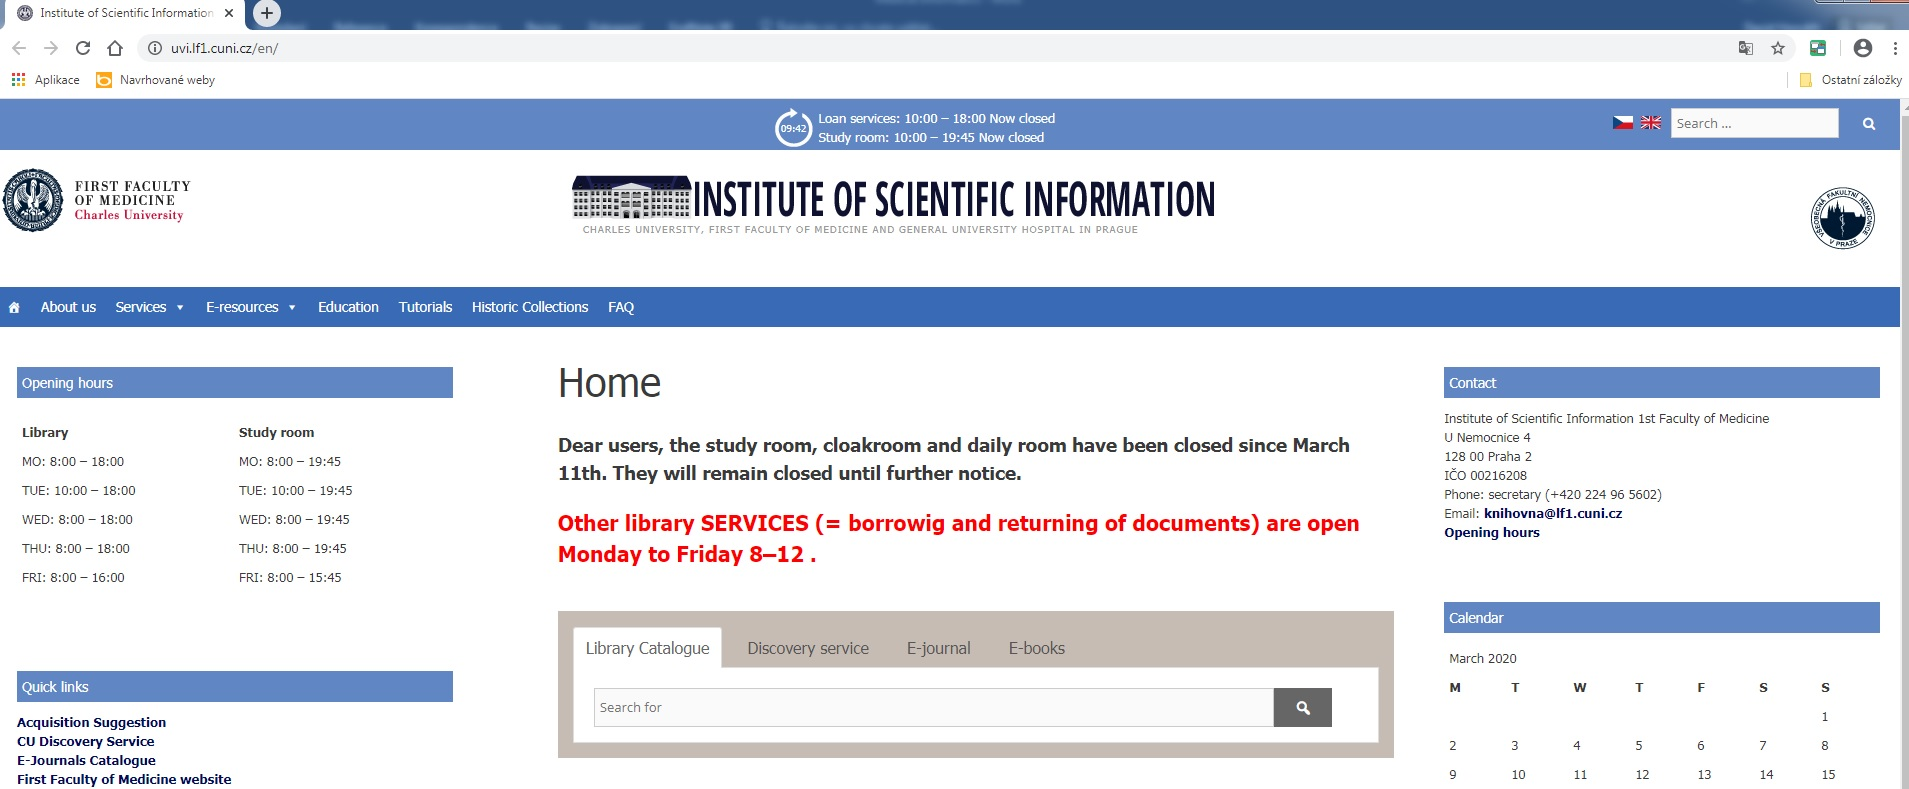 Institute of Scientific Information
uvi.lf1.cuni.cz/en/
Aplikace
Navrhované weby
Ostatní záložky
09:42
Loan services: 10:00 – 18:00 Now closed
Study room: 10:00 – 19:45 Now closed
Search ...
FIRST FACULTY
OF MEDICINE
Charles University
INSTITUTE OF SCIENTIFIC INFORMATION
CHARLES UNIVERSITY, FIRST FACULTY OF MEDICINE AND GENERAL UNIVERSITY HOSPITAL IN PRAGUE
VŠEOBECNÁ FAKULTNÍ NEMOCNICE
V PRAZE
About us Services E-resources Education Tutorials Historic Collections FAQ
Opening hours
Library Study room
MO: 8:00 – 18:00 MO: 8:00 – 19:45
TUE: 10:00 – 18:00 TUE: 10:00 – 19:45
WED: 8:00 – 18:00 WED: 8:00 – 19:45
THU: 8:00 – 18:00 THU: 8:00 – 19:45
FRI: 8:00 – 16:00 FRI: 8:00 – 15:45
Quick links
Acquisition Suggestion
CU Discovery Service
E-Journals Catalogue
First Faculty of Medicine website
Home
Dear users, the study room, cloakroom and daily room have been closed since March
11th. They will remain closed until further notice.
Other library SERVICES (= borrowig and returning of documents) are open
Monday to Friday 8–12 .
Library Catalogue Discovery service E-journal E-books
Search for
Contact
Institute of Scientific Information 1st Faculty of Medicine
U Nemocnice 4
128 00 Praha 2
IČO 00216208
Phone: secretary (+420 224 96 5602)
Email: knihovna@lf1.cuni.cz
Opening hours
Calendar
March 2020
M T W T F S S
1
2 3 4 5 6 7 8
9 10 11 12 13 14 15